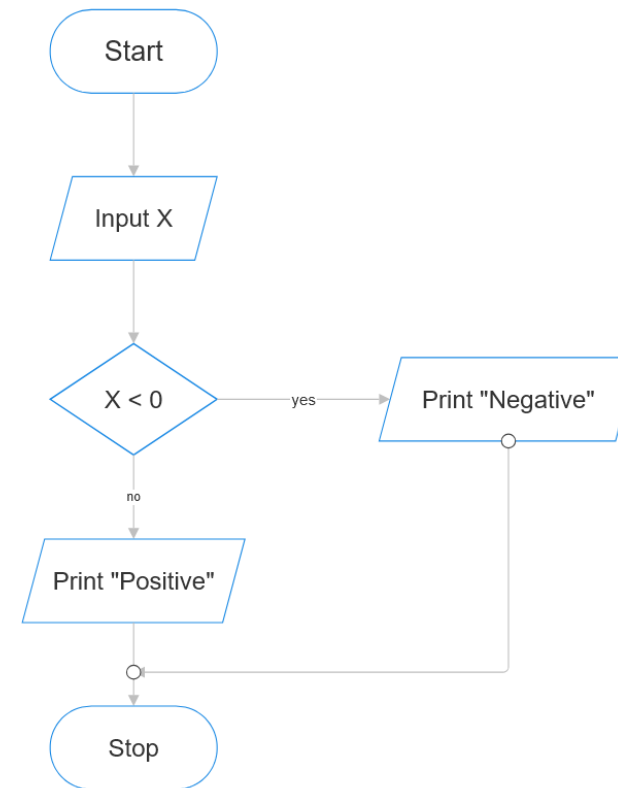 Start
Input X
X < 0
yes
Print "Negative"
no
Print "Positive"
Stop